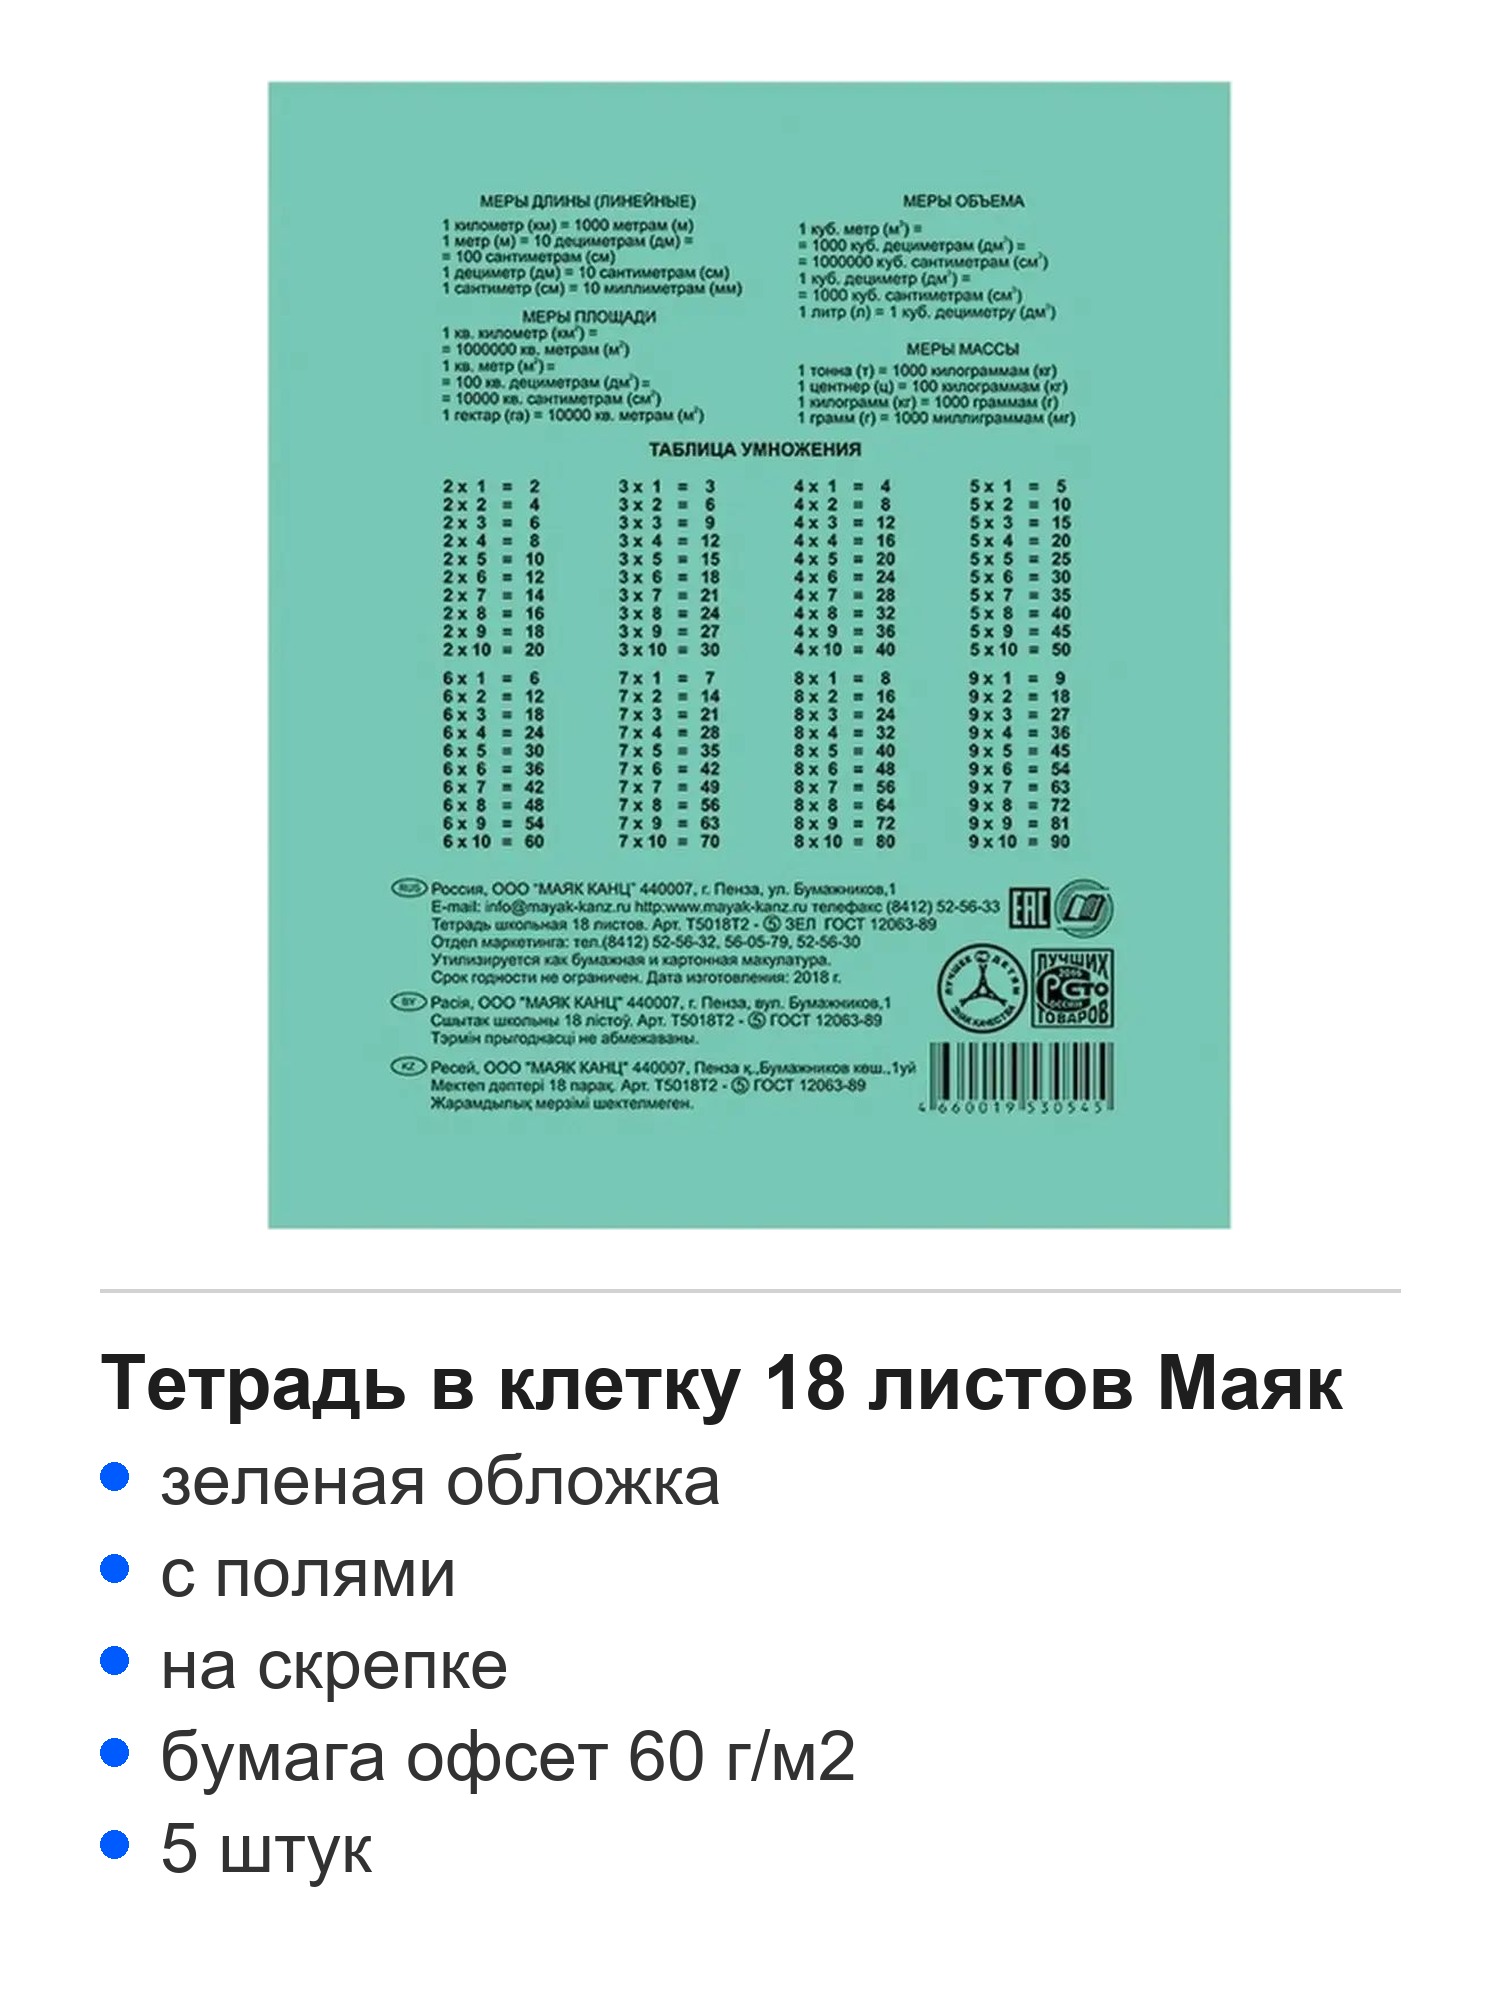 МЕРЫ ДЛИНЫ (ЛИНЕЙНЫЕ)
1 километр (км) = 1000 метрам (м)
1 метр (м) = 10 дециметрам (дм) =
= 100 сантиметрам (см)
1 дециметр (дм) = 10 сантиметрам (см)
1 сантиметр (см) = 10 миллиметрам (мм)
МЕРЫ ПЛОЩАДИ
1 кв. километр (км²) =
= 1000000 кв. метрам (м²)
1 кв. метр (м²) =
= 100 кв. дециметрам (дм²) =
= 10000 кв. сантиметрам (см²)
1 гектар (га) = 10000 кв. метрам (м²)
МЕРЫ ОБЪЕМА
1 куб. метр (м³) =
= 1000 куб. дециметрам (дм³) =
= 1000000 куб. сантиметрам (см³)
1 куб. дециметр (дм³) =
= 1000 куб. сантиметрам (см³)
1 литр (л) = 1 куб. дециметру (дм³)
МЕРЫ МАССЫ
1 тонна (т) = 1000 килограммам (кг)
1 центнер (ц) = 100 килограммам (кг)
1 килограмм (кг) = 1000 граммам (г)
1 грамм (г) = 1000 миллиграммам (мг)
ТАБЛИЦА УМНОЖЕНИЯ
2 x 1 = 2 3 x 1 = 3 4 x 1 = 4 5 x 1 = 5
2 x 2 = 4 3 x 2 = 6 4 x 2 = 8 5 x 2 = 10
2 x 3 = 6 3 x 3 = 9 4 x 3 = 12 5 x 3 = 15
2 x 4 = 8 3 x 4 = 12 4 x 4 = 16 5 x 4 = 20
2 x 5 = 10 3 x 5 = 15 4 x 5 = 20 5 x 5 = 25
2 x 6 = 12 3 x 6 = 18 4 x 6 = 24 5 x 6 = 30
2 x 7 = 14 3 x 7 = 21 4 x 7 = 28 5 x 7 = 35
2 x 8 = 16 3 x 8 = 24 4 x 8 = 32 5 x 8 = 40
2 x 9 = 18 3 x 9 = 27 4 x 9 = 36 5 x 9 = 45
2 x 10 = 20 3 x 10 = 30 4 x 10 = 40 5 x 10 = 50
6 x 1 = 6 7 x 1 = 7 8 x 1 = 8 9 x 1 = 9
6 x 2 = 12 7 x 2 = 14 8 x 2 = 16 9 x 2 = 18
6 x 3 = 18 7 x 3 = 21 8 x 3 = 24 9 x 3 = 27
6 x 4 = 24 7 x 4 = 28 8 x 4 = 32 9 x 4 = 36
6 x 5 = 30 7 x 5 = 35 8 x 5 = 40 9 x 5 = 45
6 x 6 = 36 7 x 6 = 42 8 x 6 = 48 9 x 6 = 54
6 x 7 = 42 7 x 7 = 49 8 x 7 = 56 9 x 7 = 63
6 x 8 = 48 7 x 8 = 56 8 x 8 = 64 9 x 8 = 72
6 x 9 = 54 7 x 9 = 63 8 x 9 = 72 9 x 9 = 81
6 x 10 = 60 7 x 10 = 70 8 x 10 = 80 9 x 10 = 90
RUS Россия, ООО "МАЯК КАНЦ" 440007, г. Пенза, ул. Бумажников,1
E-mail: info@mayak-kanz.ru http:www.mayak-kanz.ru телефакс (8412) 52-56-33
Тетрадь школьная 18 листов. Арт. Т5018Т2 - ⑤ ЗЕЛ ГОСТ 12063-89
Отдел маркетинга: тел.(8412) 52-56-32, 56-05-79, 52-56-30
Утилизируется как бумажная и картонная макулатура.
Срок годности не ограничен. Дата изготовления: 2018 г.
BY Расія, ООО "МАЯК КАНЦ" 440007, г. Пенза, вул. Бумажников,1
Сшытак школьны 18 лістоў. Арт. Т5018Т2 - ⑤ ГОСТ 12063-89
Тэрмін прыгоднасці не абмежаваны.
KZ Ресей, ООО "МАЯК КАНЦ" 440007, Пенза қ.,Бумажников көш.,1үй
Мектеп дәптері 18 парақ. Арт. Т5018Т2 - ⑤ ГОСТ 12063-89
Жарамдылық мерзімі шектелмеген.
EAC
ЛУЧШЕЕ ДЕТЯМ
ЗНАК КАЧЕСТВА
ЛУЧШИХ
СТО
РОССИИ
ТОВАРОВ
4 660019 530545
Тетрадь в клетку 18 листов Маяк
зеленая обложка
с полями
на скрепке
бумага офсет 60 г/м2
5 штук